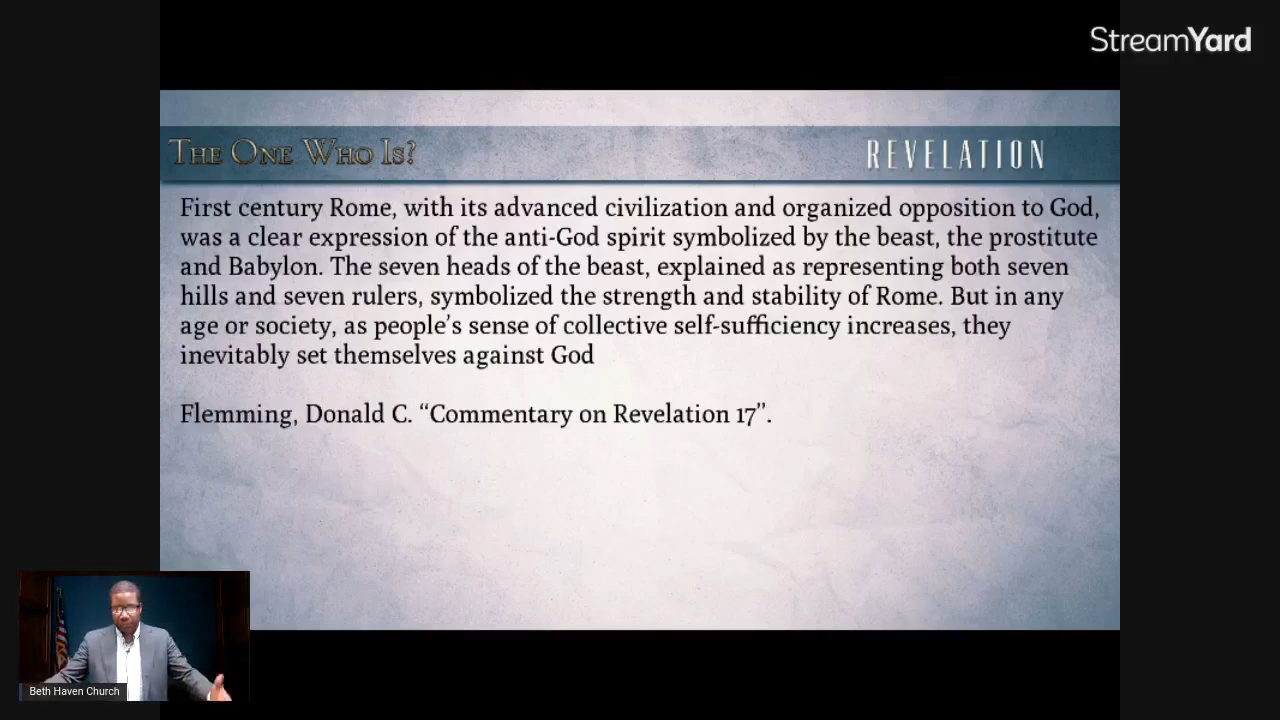 StreamYard
The One Who Is?
REVELATION
First century Rome, with its advanced civilization and organized opposition to God,
was a clear expression of the anti-God spirit symbolized by the beast, the prostitute
and Babylon. The seven heads of the beast, explained as representing both seven
hills and seven rulers, symbolized the strength and stability of Rome. But in any
age or society, as people’s sense of collective self-sufficiency increases, they
inevitably set themselves against God
Flemming, Donald C. “Commentary on Revelation 17”.
Beth Haven Church